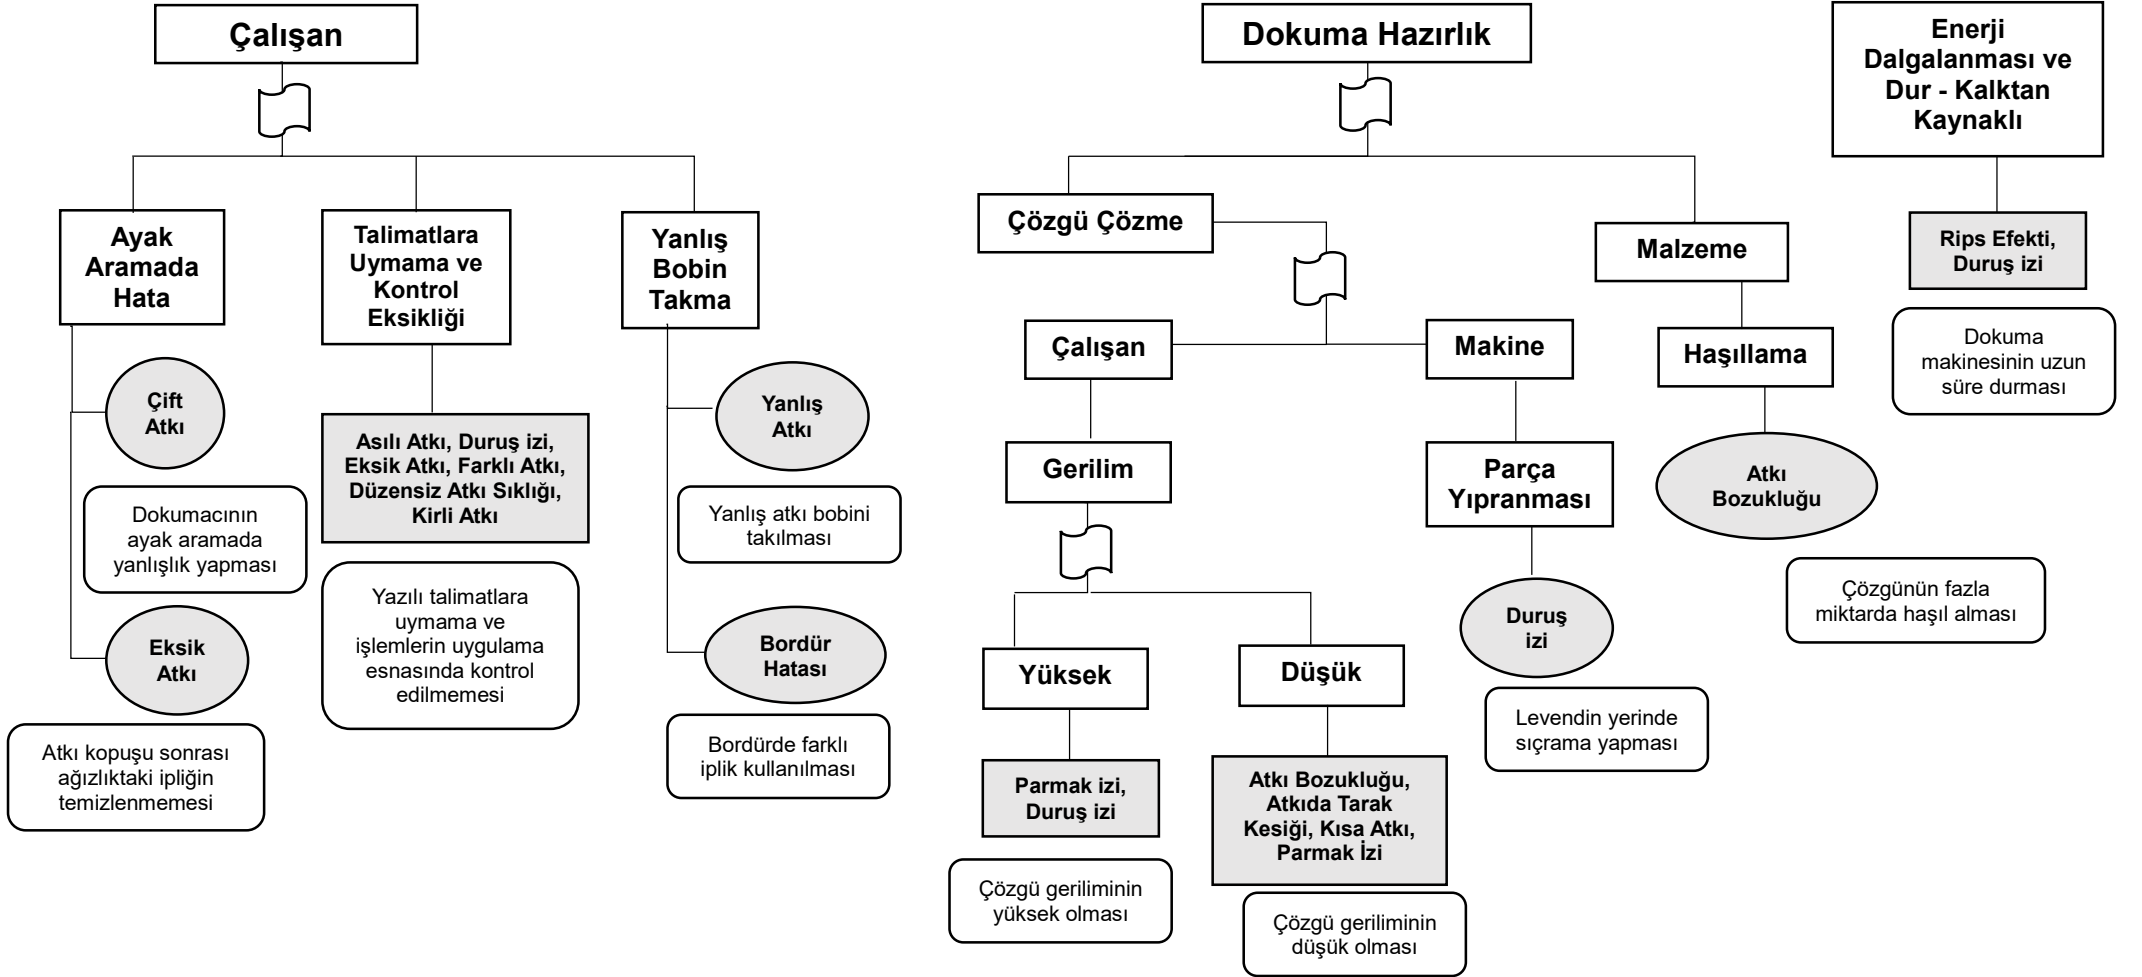 Çalışan
Ayak
Aramada
Hata
Talimatlara
Uymama ve
Kontrol
Eksikliği
Yanlış
Bobin
Takma
Çift
Atkı
Dokumacının
ayak aramada
yanlışlık yapması
Eksik
Atkı
Atkı kopuşu sonrası
ağızlıktaki ipliğin
temizlenmemesi
Asılı Atkı, Duruş izi,
Eksik Atkı, Farklı Atkı,
Düzensiz Atkı Sıklığı,
Kirli Atkı
Yazılı talimatlara
uymama ve
işlemlerin uygulama
esnasında kontrol
edilmemesi
Yanlış
Atkı
Yanlış atkı bobini
takılması
Bordür
Hatası
Bordürde farklı
iplik kullanılması
Dokuma Hazırlık
Çözgü Çözme
Malzeme
Çalışan
Makine
Haşıllama
Gerilim
Parça
Yıpranması
Atkı
Bozukluğu
Çözgünün fazla
miktarda haşıl alması
Duruş
izi
Levendin yerinde
sıçrama yapması
Yüksek
Düşük
Parmak izi,
Duruş izi
Çözgü geriliminin
yüksek olması
Atkı Bozukluğu,
Atkıda Tarak
Kesiği, Kısa Atkı,
Parmak İzi
Çözgü geriliminin
düşük olması
Enerji
Dalgalanması ve
Dur - Kalktan
Kaynaklı
Rips Efekti,
Duruş izi
Dokuma
makinesinin uzun
süre durması